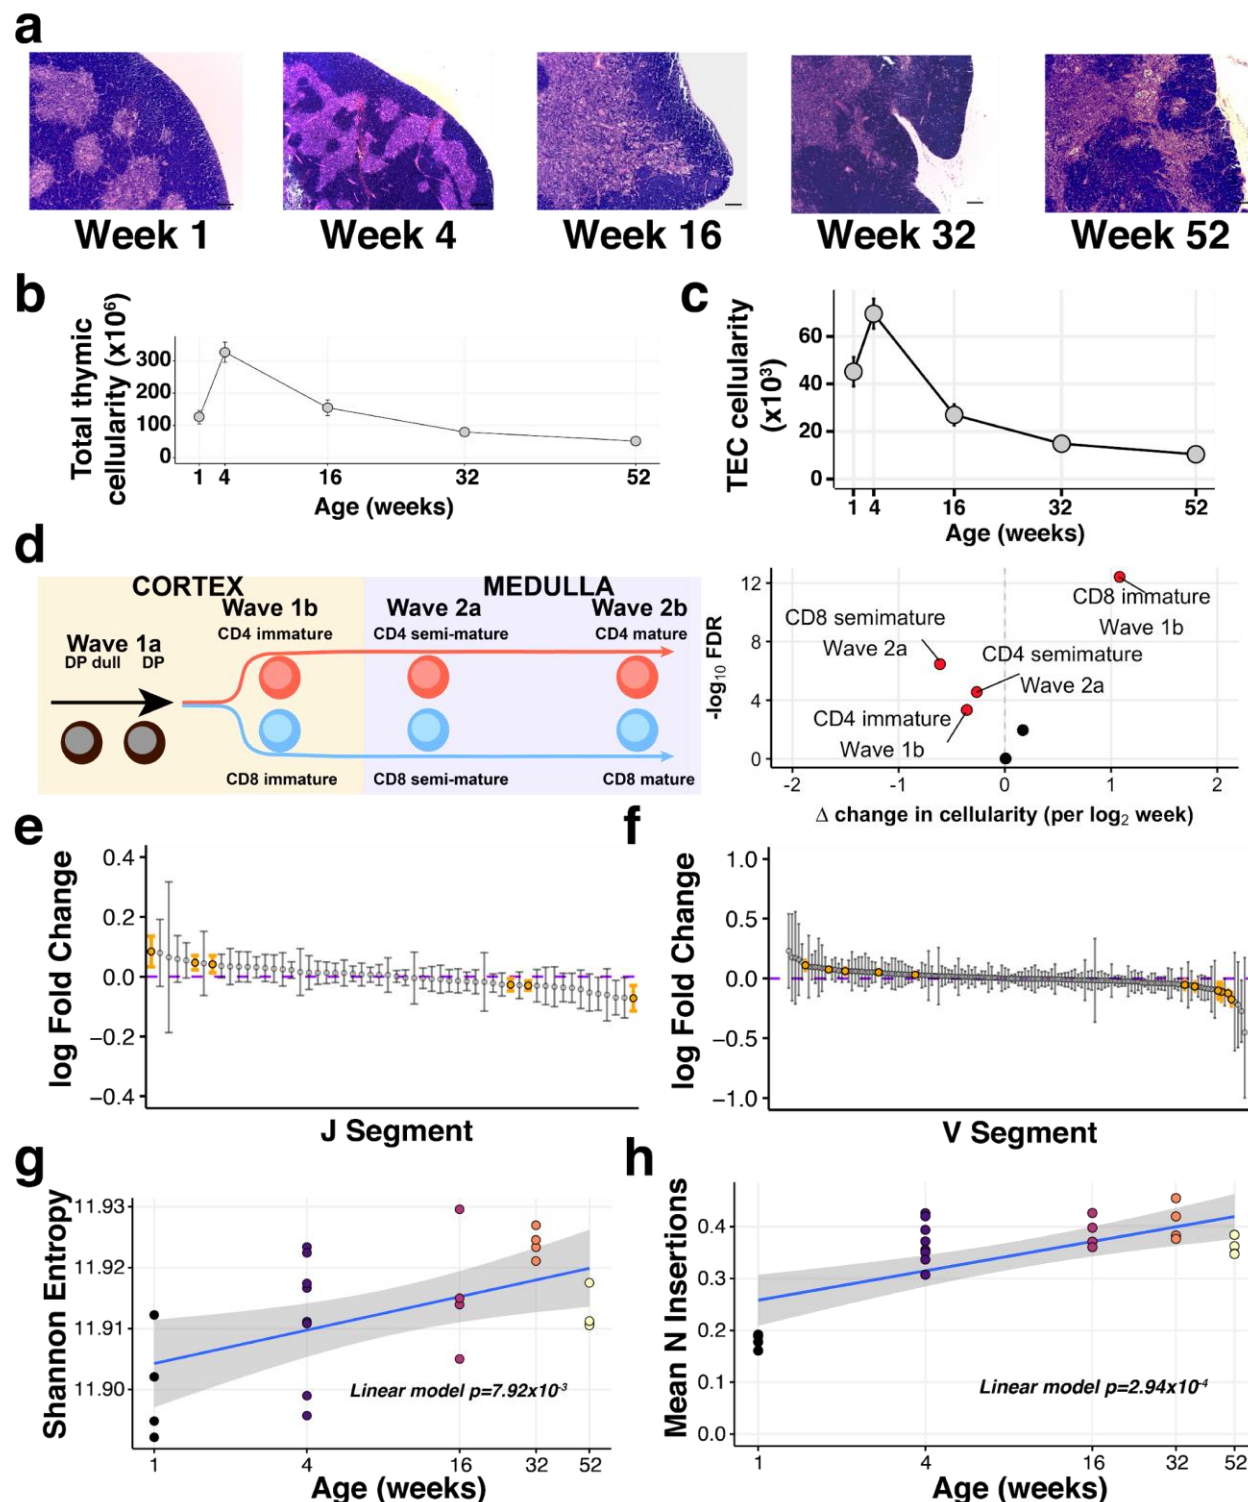 a
Week 1
Week 4
Week 16
Week 32
Week 52
b
Total thymic
cellularity (x10⁶)
300
200
100
0
1
4
16
32
52
Age (weeks)
c
TEC cellularity
(x10³)
60
40
20
0
1
4
16
32
52
Age (weeks)
d
CORTEX
MEDULLA
Wave 1a
DP dull
DP
Wave 1b
CD4 immature
Wave 2a
CD4 semi-mature
Wave 2b
CD4 mature
CD8 immature
CD8 semi-mature
CD8 mature
-log₁₀ FDR
12
8
4
0
CD8 immature
Wave 1b
CD8 semimature
Wave 2a
CD4 semimature
Wave 2a
CD4 immature
Wave 1b
-2
-1
0
1
2
Δ change in cellularity (per log₂ week)
e
log Fold Change
0.4
0.2
0.0
−0.2
−0.4
J Segment
f
log Fold Change
1.0
0.5
0.0
−0.5
−1.0
V Segment
g
Shannon Entropy
11.93
11.92
11.91
11.90
Linear model p=7.92x10⁻³
1
4
16
32
52
Age (weeks)
h
Mean N Insertions
0.4
0.3
0.2
0.1
0.0
Linear model p=2.94x10⁻⁴
1
4
16
32
52
Age (weeks)